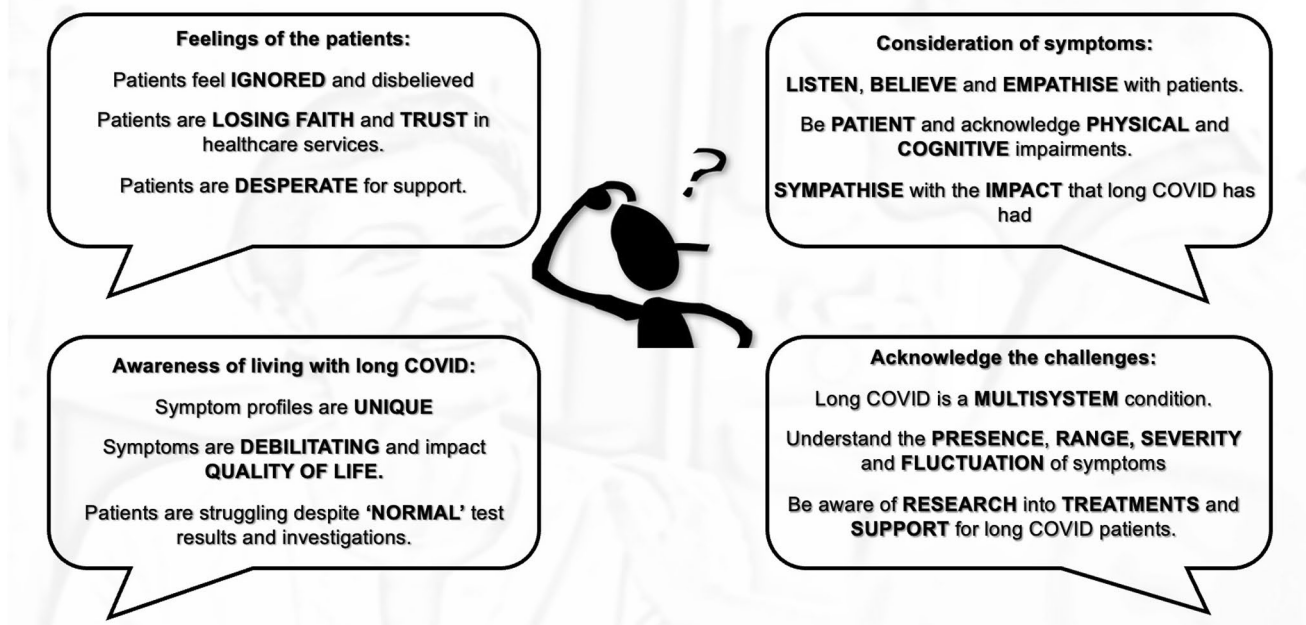 Feelings of the patients:
Patients feel IGNORED and disbelieved
Patients are LOSING FAITH and TRUST in
healthcare services.
Patients are DESPERATE for support.
Consideration of symptoms:
LISTEN, BELIEVE and EMPATHISE with patients.
Be PATIENT and acknowledge PHYSICAL and
COGNITIVE impairments.
SYMPATHISE with the IMPACT that long COVID has
had
?
Awareness of living with long COVID:
Symptom profiles are UNIQUE
Symptoms are DEBILITATING and impact
QUALITY OF LIFE.
Patients are struggling despite ‘NORMAL’ test
results and investigations.
Acknowledge the challenges:
Long COVID is a MULTISYSTEM condition.
Understand the PRESENCE, RANGE, SEVERITY
and FLUCTUATION of symptoms
Be aware of RESEARCH into TREATMENTS and
SUPPORT for long COVID patients.